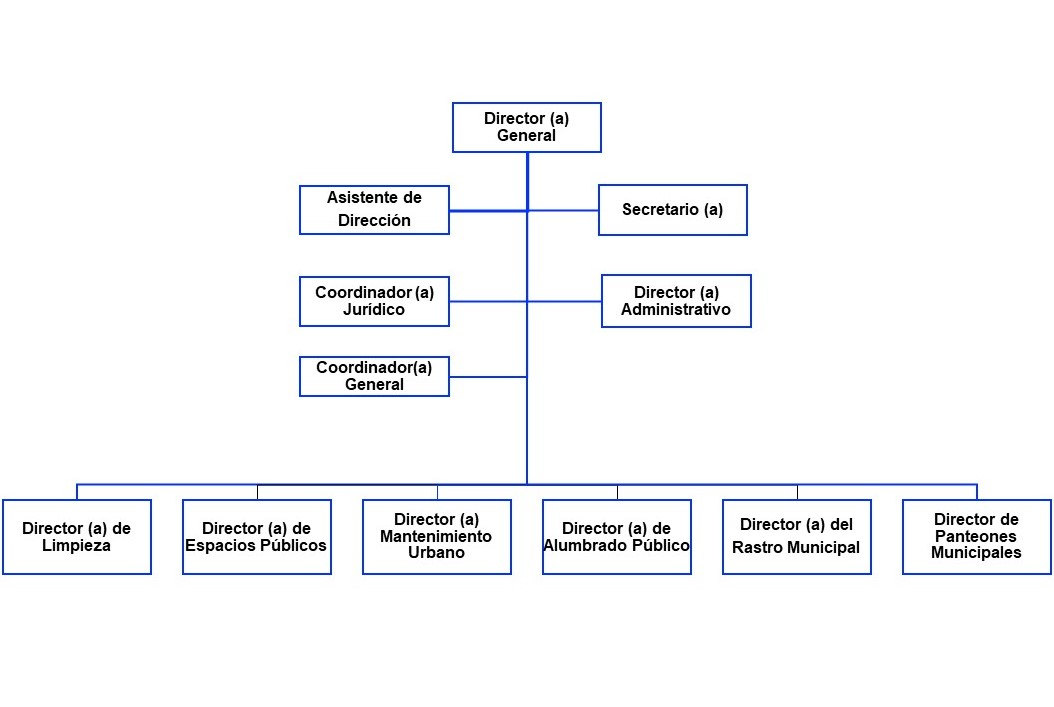 Director (a)
General
Asistente de
Dirección
Secretario (a)
Coordinador (a)
Jurídico
Director (a)
Administrativo
Coordinador(a)
General
Director (a) de
Limpieza
Director (a) de
Espacios Públicos
Director (a)
Mantenimiento
Urbano
Director (a) de
Alumbrado Público
Director (a) del
Rastro Municipal
Director de
Panteones
Municipales